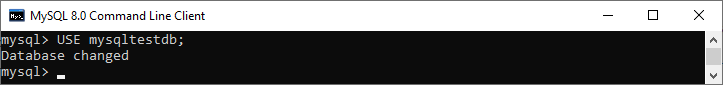 MySQL 8.0 Command Line Client
mysql> USE mysqltestdb;
Database changed
mysql>